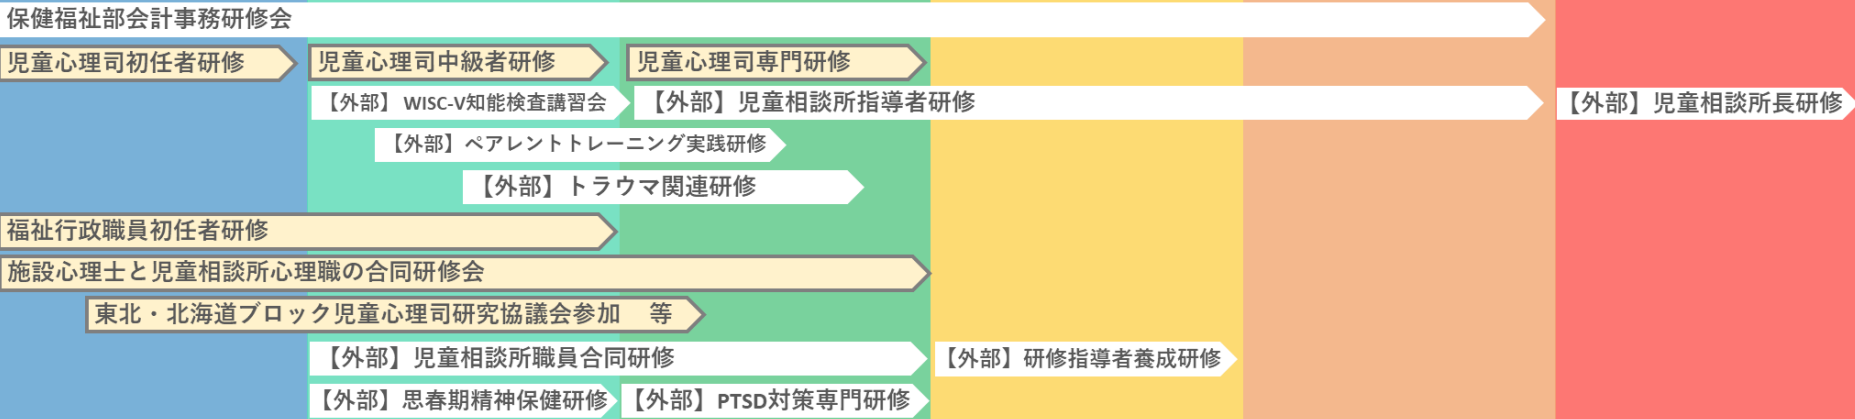 保健福祉部会計事務研修会
児童心理司初任者研修
児童心理司中級者研修
児童心理司専門研修
【外部】WISC-V知能検査講習会
【外部】児童相談所指導者研修
【外部】児童相談所長研修
【外部】ペアレントトレーニング実践研修
【外部】トラウマ関連研修
福祉行政職員初任者研修
施設心理士と児童相談所心理職の合同研修会
東北・北海道ブロック児童心理司研究協議会参加　等
【外部】児童相談所職員合同研修
【外部】研修指導者養成研修
【外部】思春期精神保健研修
【外部】PTSD対策専門研修